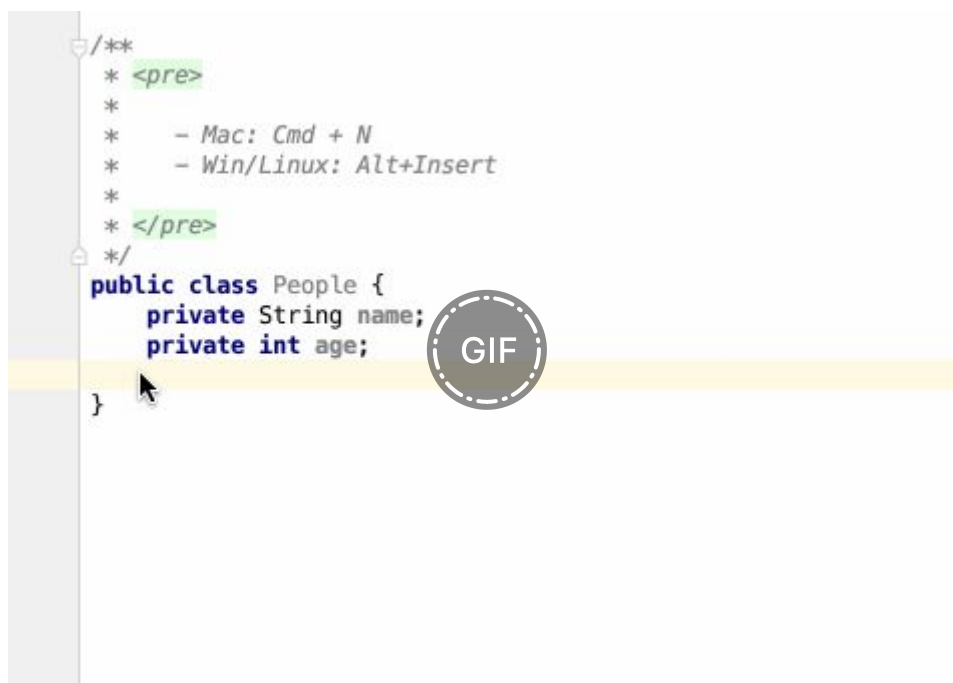 /**
 * <pre>
 *
 *    - Mac: Cmd + N
 *    - Win/Linux: Alt+Insert
 *
 * </pre>
 */
public class People {
    private String name;
    private int age;
}
GIF